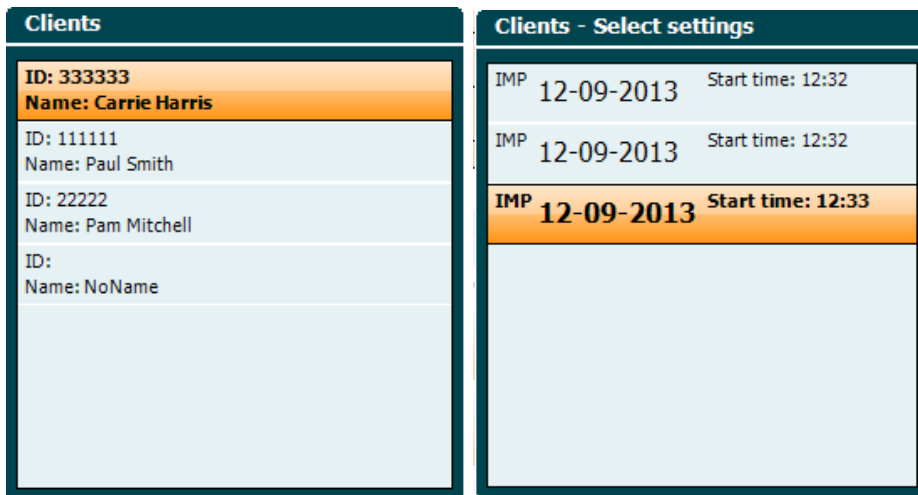 Clients
ID: 333333
Name: Carrie Harris
ID: 111111
Name: Paul Smith
ID: 22222
Name: Pam Mitchell
ID:
Name: NoName
Clients - Select settings
IMP 12-09-2013 Start time: 12:32
IMP 12-09-2013 Start time: 12:32
IMP 12-09-2013 Start time: 12:33